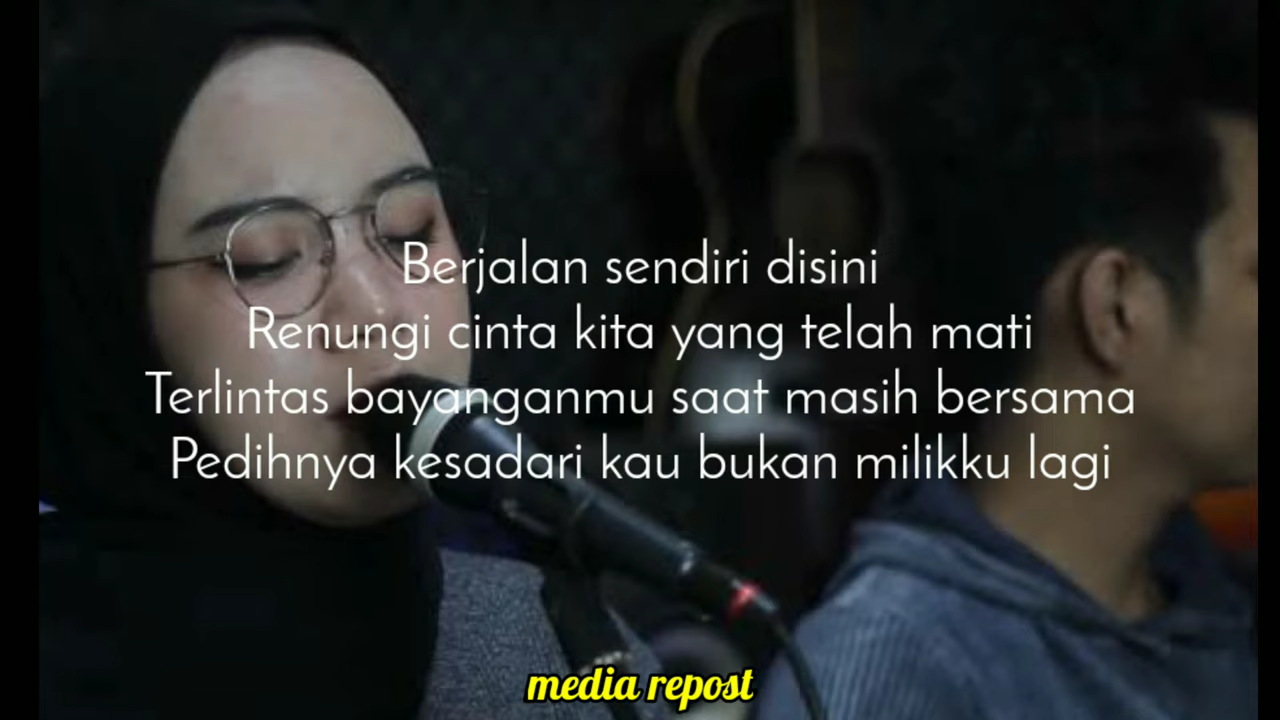 Berjalan sendiri disini
Renungi cinta kita yang telah mati
Terlintas bayanganmu saat masih bersama
Pedihnya kesadari kau bukan milikku lagi
media repost